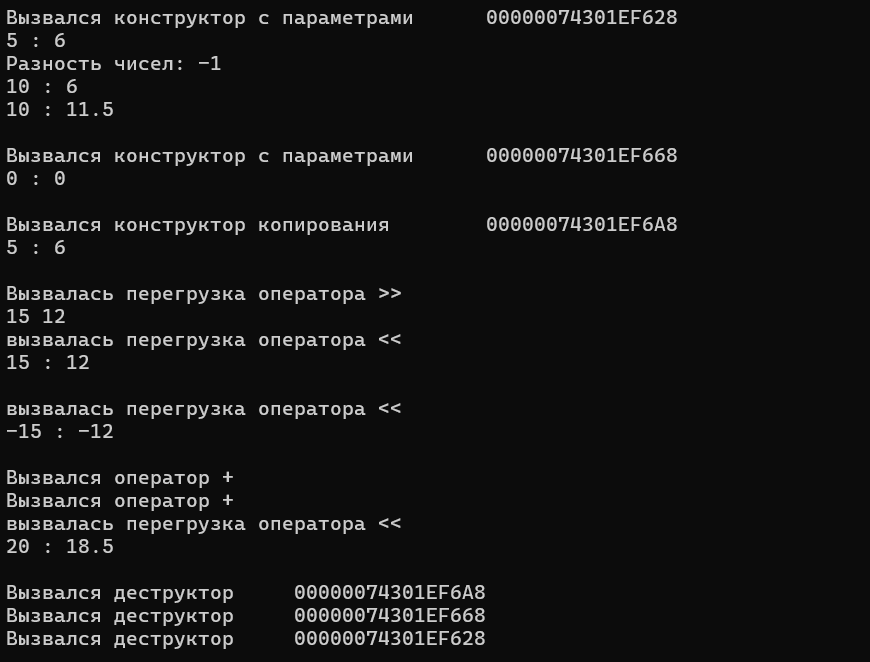 Вызвался конструктор с параметрами      00000074301EF628
5 : 6
Разность чисел: -1
10 : 6
10 : 11.5

Вызвался конструктор с параметрами      00000074301EF668
0 : 0

Вызвался конструктор копирования        00000074301EF6A8
5 : 6

Вызвалась перегрузка оператора >>
15 12
вызвалась перегрузка оператора <<
15 : 12

вызвалась перегрузка оператора <<
-15 : -12

Вызвался оператор +
Вызвался оператор +
вызвалась перегрузка оператора <<
20 : 18.5

Вызвался деструктор     00000074301EF6A8
Вызвался деструктор     00000074301EF668
Вызвался деструктор     00000074301EF628